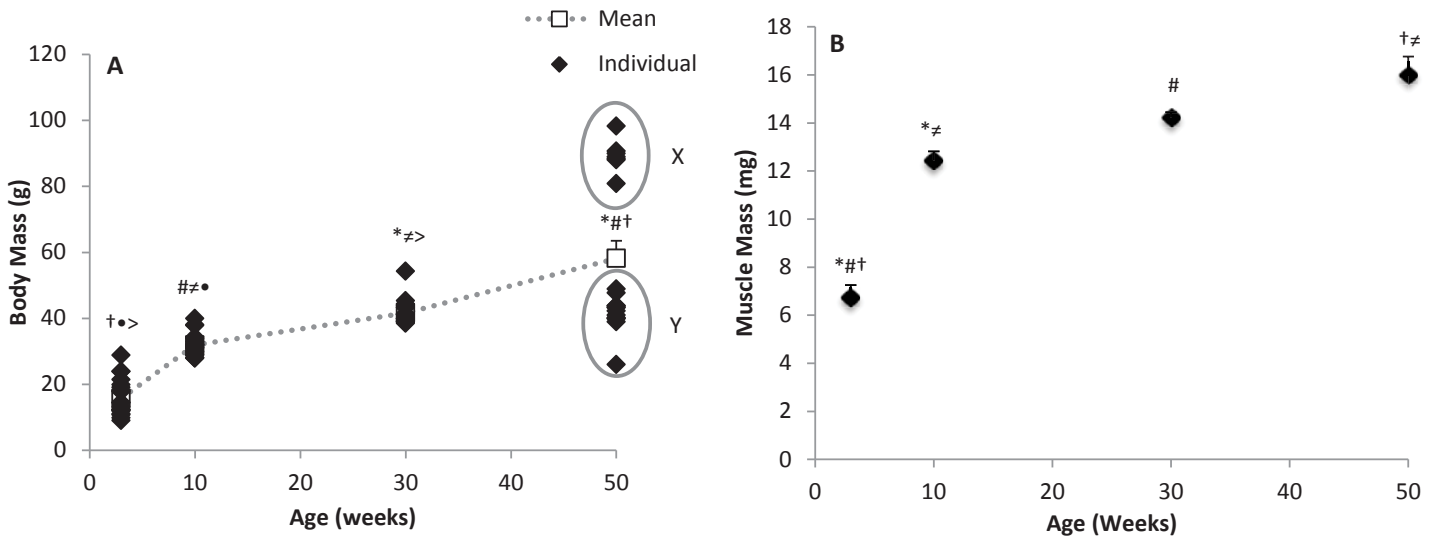 Mean
Individual
A
120
100
80
60
40
20
0
X
Y
†•>
#≠•
*≠>
*#†
0 10 20 30 40 50
Age (weeks)
Body Mass (g)
B
18
16
14
12
10
8
6
4
2
0
*#†
*≠
#
†≠
0 10 20 30 40 50
Age (Weeks)
Muscle Mass (mg)